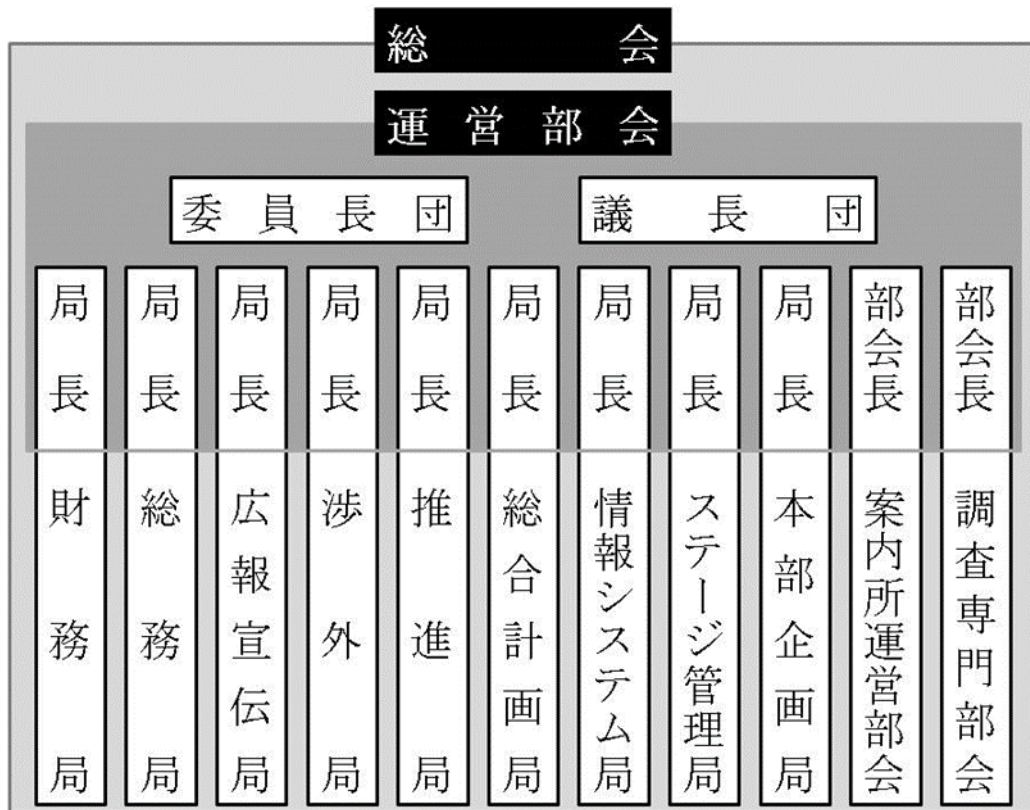 総会
運営部会
委員長団
議長団
局長
財務局
局長
総務局
局長
広報宣伝局
局長
渉外局
局長
推進局
局長
総合計画局
局長
情報システム局
局長
ステージ管理局
局長
本部企画局
部会長
案内所運営部会
部会長
調査専門部会